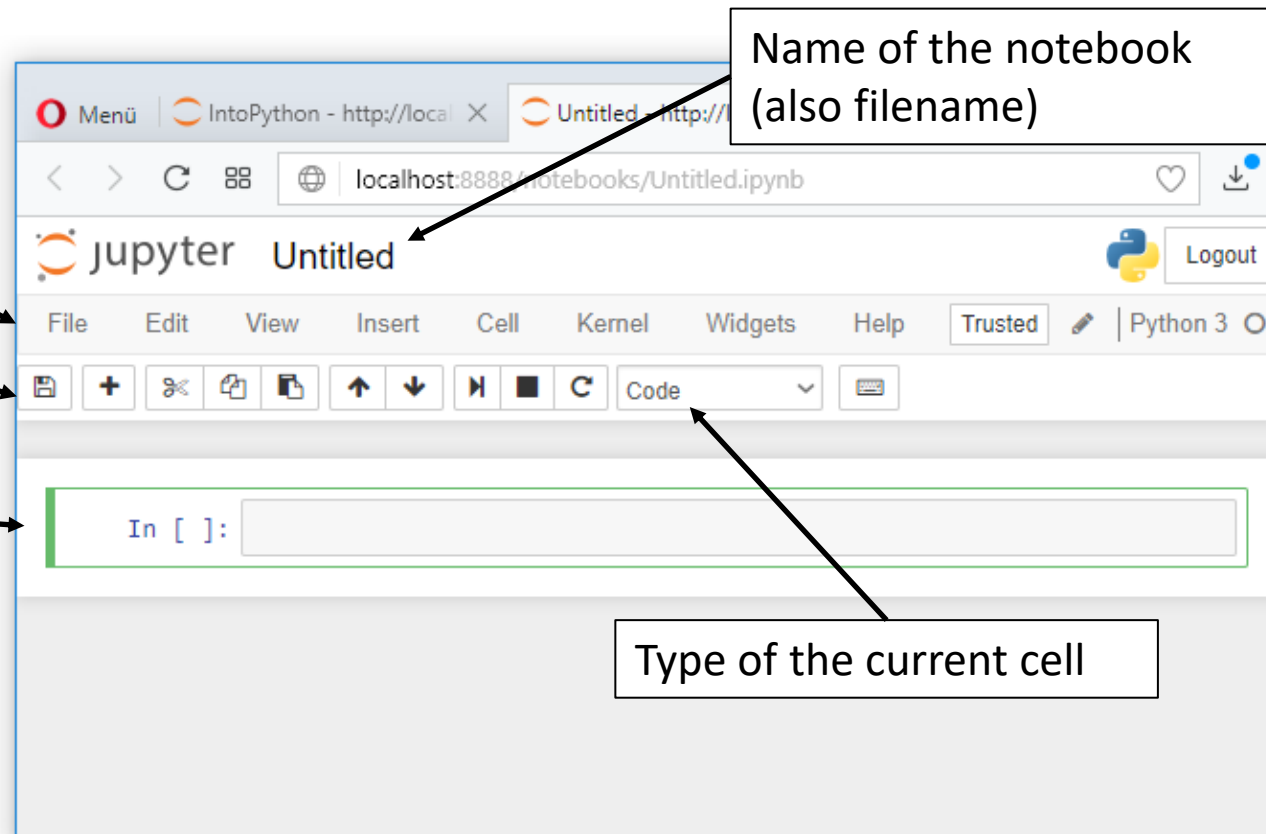 Name of the notebook
(also filename)
Menü IntoPython - http://local Untitled - http://l
localhost:8888/notebooks/Untitled.ipynb
jupyter Untitled Logout
File Edit View Insert Cell Kernel Widgets Help Trusted Python 3
Code
In [ ]:
Type of the current cell